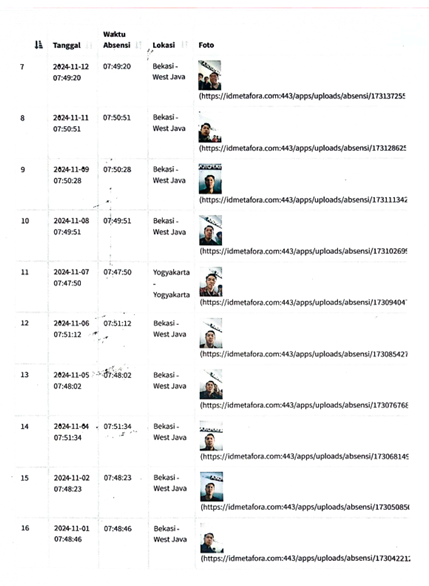 Tanggal Waktu Absensi Lokasi Foto
7 2024-11-12 07:49:20 07:49:20 Bekasi - West Java
(https://idmetafora.com:443/apps/uploads/absensi/17313725
8 2024-11-11 07:50:51 07:50:51 Bekasi - West Java
(https://idmetafora.com:443/apps/uploads/absensi/17312862
9 2024-11-09 07:50:28 07:50:28 Bekasi - West Java
(https://idmetafora.com:443/apps/uploads/absensi/17311134
10 2024-11-08 07:49:51 07:49:51 Bekasi - West Java
(https://idmetafora.com:443/apps/uploads/absensi/17310269
11 2024-11-07 07:47:50 07:47:50 Yogyakarta - Yogyakarta
(https://idmetafora.com:443/apps/uploads/absensi/17309404
12 2024-11-06 07:51:12 07:51:12 Bekasi - West Java
(https://idmetafora.com:443/apps/uploads/absensi/17308542
13 2024-11-05 07:48:02 07:48:02 Bekasi - West Java
(https://idmetafora.com:443/apps/uploads/absensi/17307676
14 2024-11-04 07:51:34 07:51:34 Bekasi - West Java
(https://idmetafora.com:443/apps/uploads/absensi/17306814
15 2024-11-02 07:48:23 07:48:23 Bekasi - West Java
(https://idmetafora.com:443/apps/uploads/absensi/17305085
16 2024-11-01 07:48:46 07:48:46 Bekasi - West Java
(https://idmetafora.com:443/apps/uploads/absensi/17304221